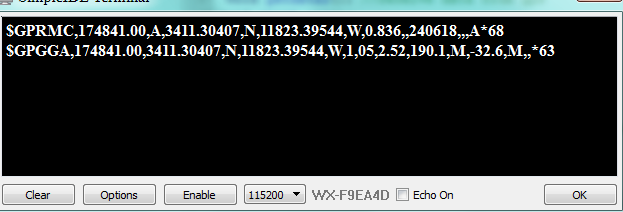 SimpleIDE Terminal
$GPRMC,174841.00,A,3411.30407,N,11823.39544,W,0.836,,240618,,,A*68
$GPGGA,174841.00,3411.30407,N,11823.39544,W,1,05,2.52,190.1,M,-32.6,M,,*63
Clear Options Enable 115200 WX-F9EA4D Echo On OK